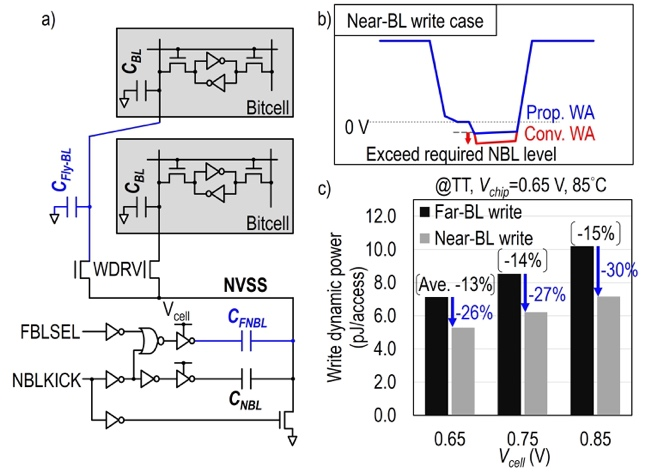 a)
C_BL
Bitcell
C_Fly-BL
C_BL
Bitcell
WDRV
NVSS
V_cell
FBLSEL
C_FNBL
NBLKICK
C_NBL
b)
Near-BL write case
0 V
Prop. WA
Conv. WA
Exceed required NBL level
c)
@TT, V_chip=0.65 V, 85°C
Write dynamic power
(pJ/access)
12.0
10.0
8.0
6.0
4.0
2.0
0.0
Far-BL write
Near-BL write
(Ave. -13%)
-26%
(-14%)
-27%
(-15%)
-30%
0.65
0.75
0.85
V_cell (V)